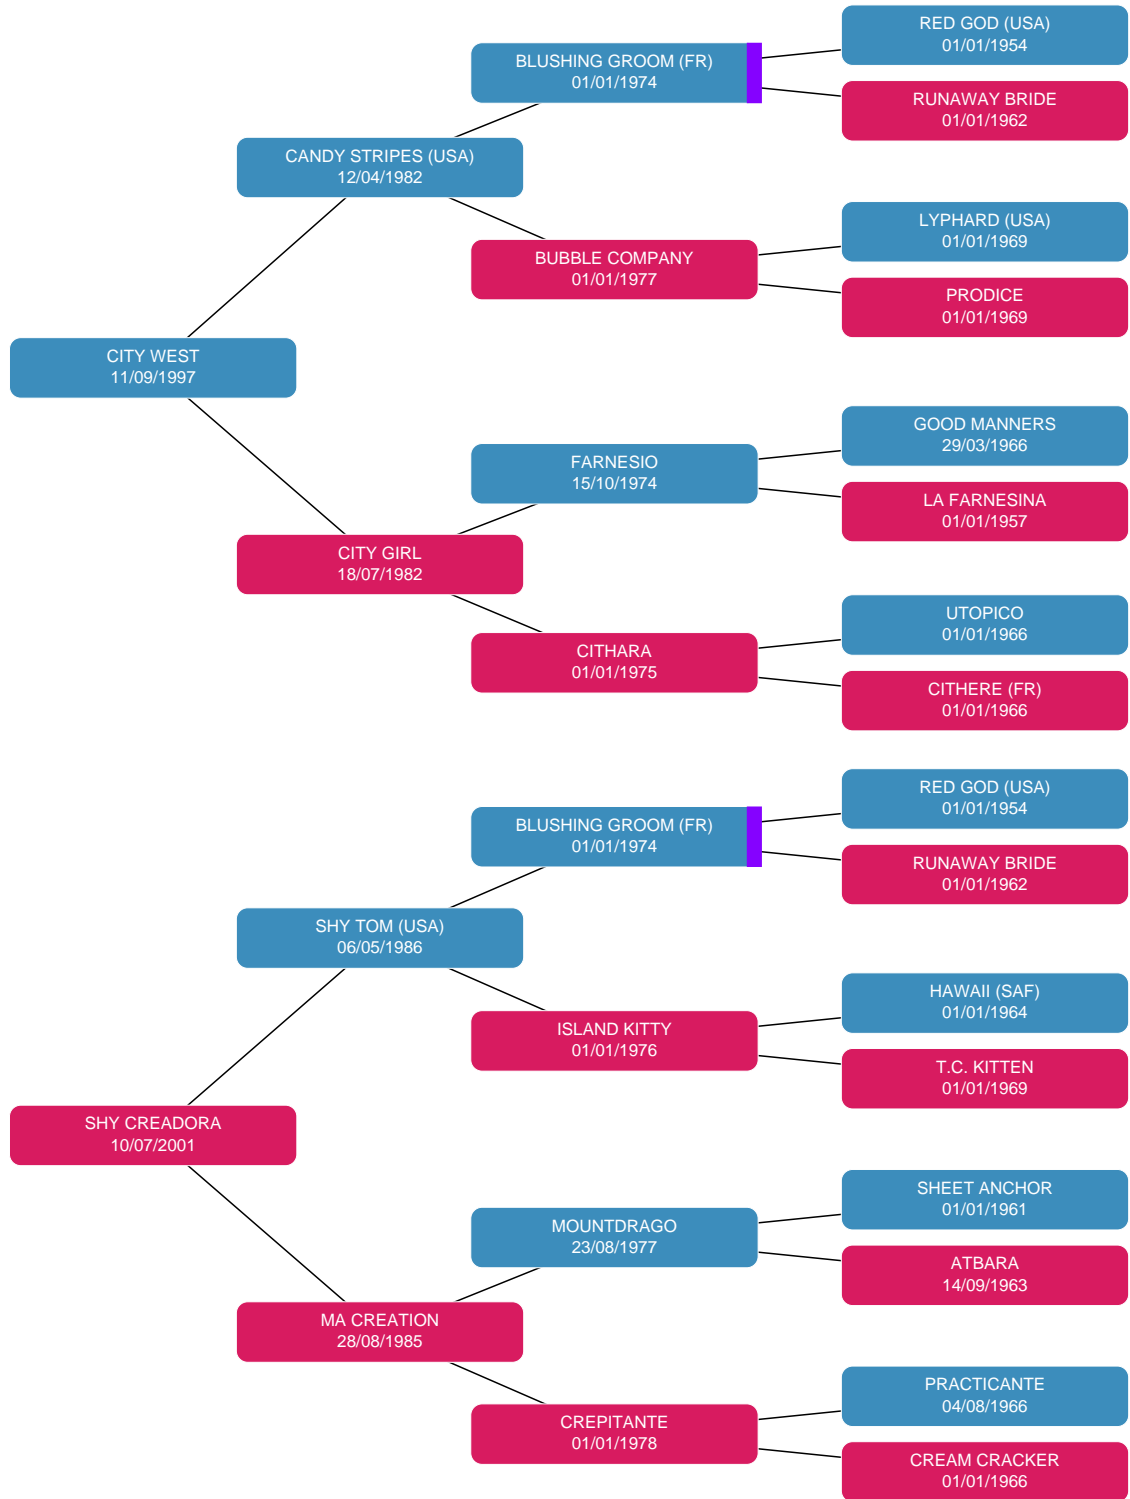 RED GOD (USA)
01/01/1954
BLUSHING GROOM (FR)
01/01/1974
RUNAWAY BRIDE
01/01/1962
CANDY STRIPES (USA)
12/04/1982
LYPHARD (USA)
01/01/1969
BUBBLE COMPANY
01/01/1977
PRODICE
01/01/1969
CITY WEST
11/09/1997
GOOD MANNERS
29/03/1966
FARNESIO
15/10/1974
LA FARNESINA
01/01/1957
CITY GIRL
18/07/1982
UTOPICO
01/01/1966
CITHARA
01/01/1975
CITHERE (FR)
01/01/1966
RED GOD (USA)
01/01/1954
BLUSHING GROOM (FR)
01/01/1974
RUNAWAY BRIDE
01/01/1962
SHY TOM (USA)
06/05/1986
HAWAII (SAF)
01/01/1964
ISLAND KITTY
01/01/1976
T.C. KITTEN
01/01/1969
SHY CREADORA
10/07/2001
SHEET ANCHOR
01/01/1961
MOUNTDRAGO
23/08/1977
ATBARA
14/09/1963
MA CREATION
28/08/1985
PRACTICANTE
04/08/1966
CREPITANTE
01/01/1978
CREAM CRACKER
01/01/1966